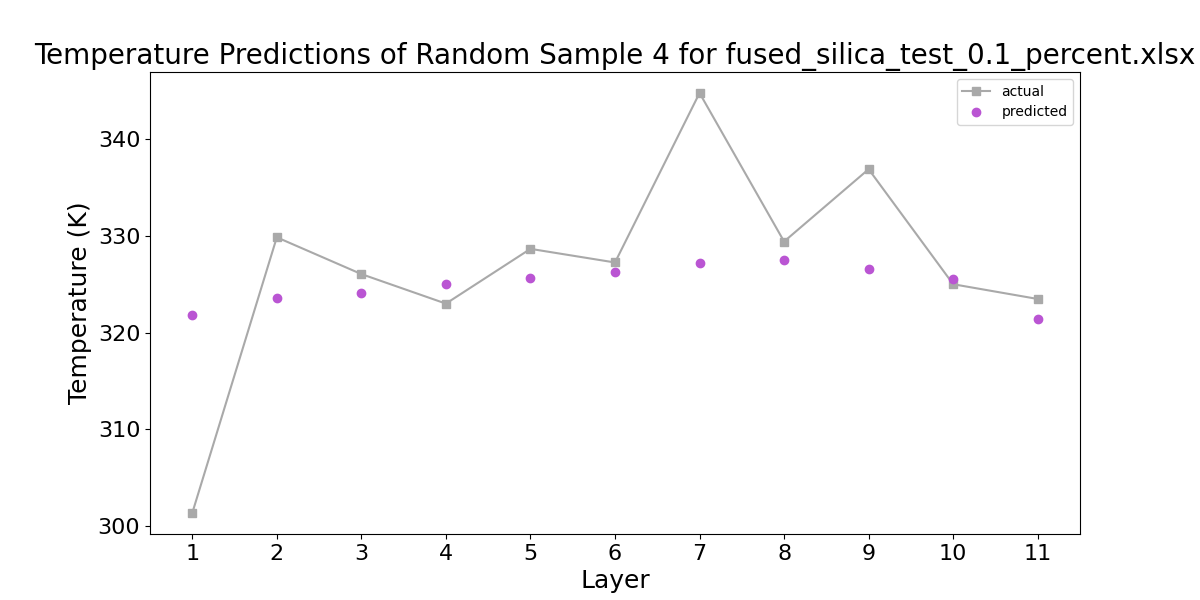 Temperature Predictions of Random Sample 4 for fused_silica_test_0.1_percent.xlsx
actual
predicted
Temperature (K)
340
330
320
310
300
1 2 3 4 5 6 7 8 9 10 11
Layer